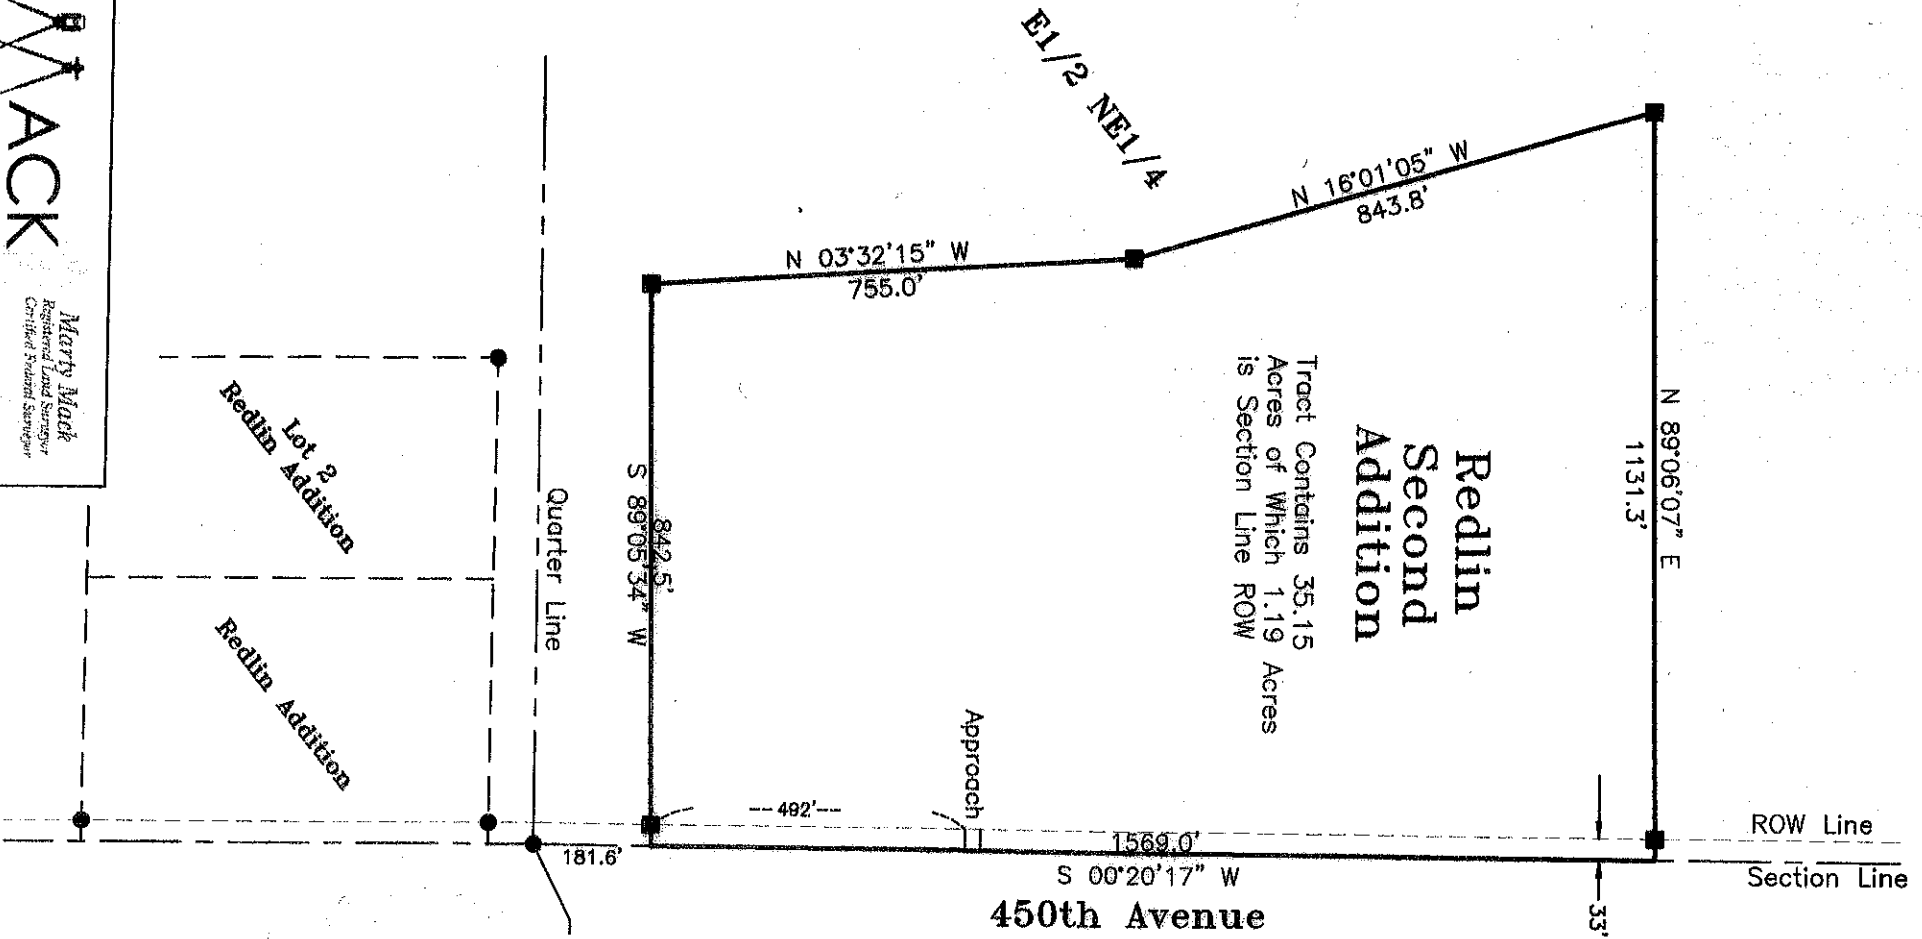 E1/2 NE1/4
N 16°01'05" W
843.8'
N 03°32'15" W
755.0'
N 89°06'07" E
1131.3'
Redlin
Second
Addition
Tract Contains 35.15
Acres of Which 1.19 Acres
is Section Line ROW
842.5'
S 89°05'34" W
Quarter Line
Lot 2
Redlin Addition
Redlin Addition
Approach
--492'--
181.6'
1569.0'
S 00°20'17" W
450th Avenue
ROW Line
Section Line
33'
ACK
Marty Mack
Registered Land Surveyor
Certified Federal Surveyor